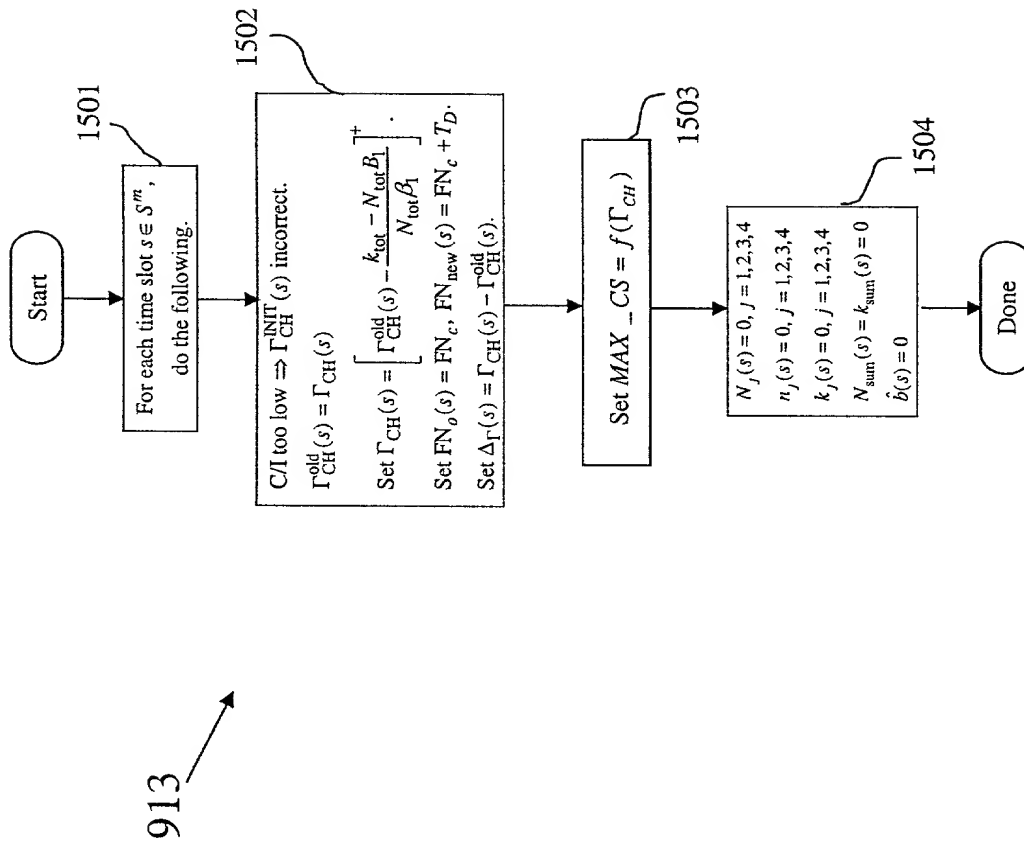 913
Start
1501
For each time slot s ∈ S^m,
do the following.
1502
C/I too low ⇒ Γ_CH^INIT(s) incorrect.
Γ_CH^old(s) = Γ_CH(s)
Set Γ_CH(s) = [Γ_CH^old(s) - (k_tot - N_tot B_1)/(N_tot β_1)]^+.
Set FN_o(s) = FN_c, FN_new(s) = FN_c + T_D.
Set Δ_Γ(s) = Γ_CH(s) - Γ_CH^old(s).
1503
Set MAX_CS = f(Γ_CH)
1504
N_j(s) = 0, j = 1,2,3,4
n_j(s) = 0, j = 1,2,3,4
k_j(s) = 0, j = 1,2,3,4
N_sum(s) = k_sum(s) = 0
b̂(s) = 0
Done